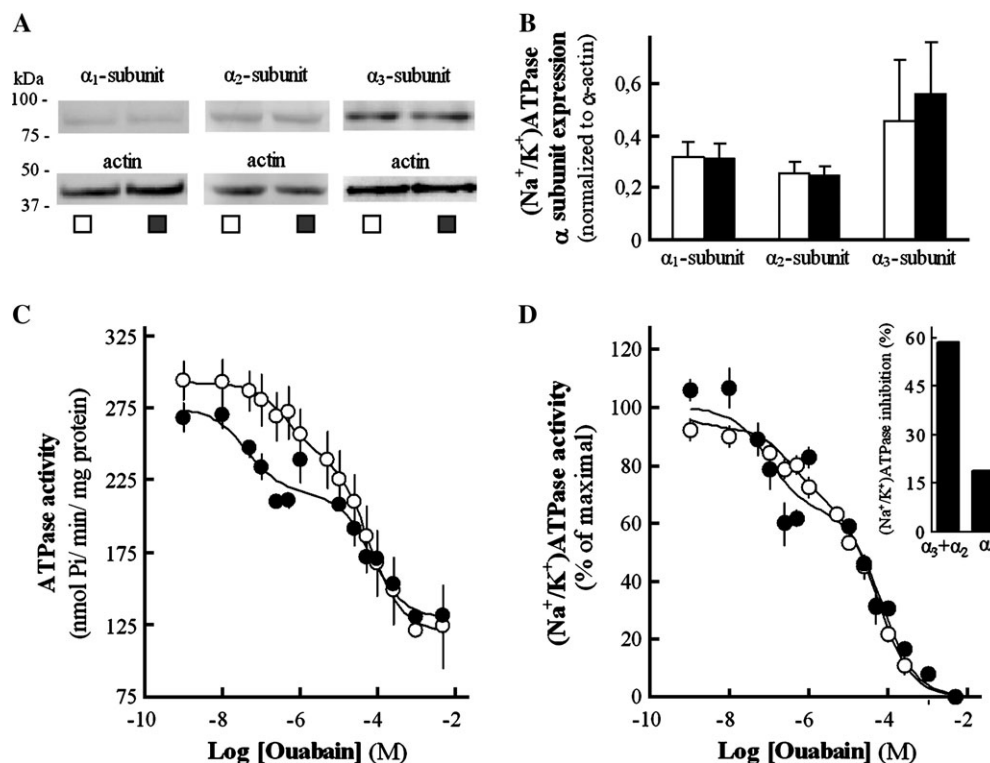 A
kDa
α₁-subunit α₂-subunit α₃-subunit
100 -
75 -
actin actin actin
50 -
37 -
B
(Na⁺/K⁺)ATPase
α subunit expression
(normalized to α-actin)
0,6
0,4
0,2
0
α₁-subunit α₂-subunit α₃-subunit
C
ATPase activity
(nmol Pi/ min/ mg protein)
325
275
225
175
125
75
-10 -8 -6 -4 -2
Log [Ouabain] (M)
D
(Na⁺/K⁺)ATPase activity
(% of maximal)
120
100
80
60
40
20
0
-10 -8 -6 -4 -2
Log [Ouabain] (M)
(Na⁺/K⁺)ATPase inhibition (%)
60
45
30
15
0
α₃+α₂ α